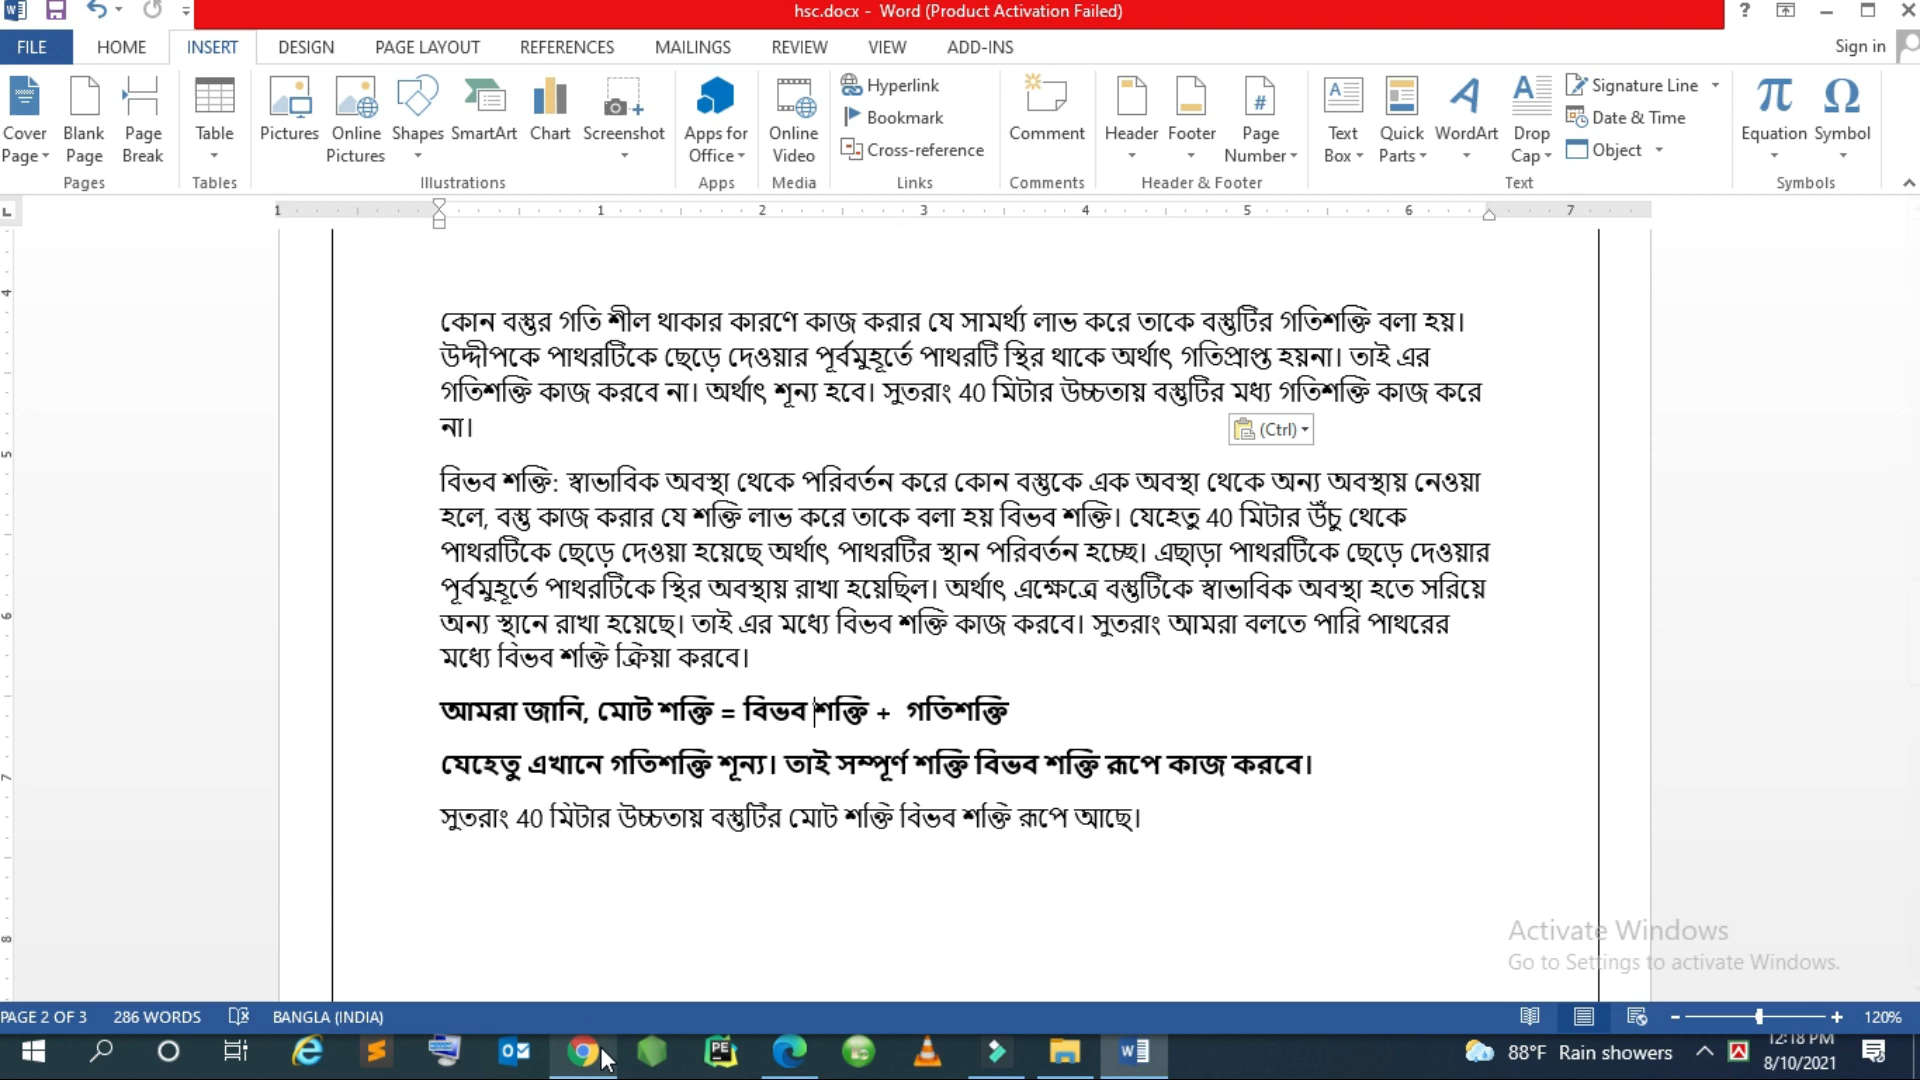 hsc.docx - Word (Product Activation Failed)
FILE HOME INSERT DESIGN PAGE LAYOUT REFERENCES MAILINGS REVIEW VIEW ADD-INS Sign in
Cover Page Blank Page Page Break Table Pictures Online Pictures Shapes SmartArt Chart Screenshot Apps for Office Online Video Hyperlink Bookmark Cross-reference Comment Header Footer Page Number Text Box Quick Parts WordArt Drop Cap Signature Line Date & Time Object Equation Symbol
Pages Tables Illustrations Apps Media Links Comments Header & Footer Text Symbols
1 1 2 3 4 5 6 7
কোন বস্তুর গতি শীল থাকার কারণে কাজ করার যে সামর্থ্য লাভ করে তাকে বস্তুটির গতিশক্তি বলা হয়।
উদ্দীপকে পাথরটিকে ছেড়ে দেওয়ার পূর্বমুহূর্তে পাথরটি স্থির থাকে অর্থাৎ গতিপ্রাপ্ত হয়না। তাই এর
গতিশক্তি কাজ করবে না। অর্থাৎ শূন্য হবে। সুতরাং 40 মিটার উচ্চতায় বস্তুটির মধ্য গতিশক্তি কাজ করে
না।
(Ctrl)
বিভব শক্তি: স্বাভাবিক অবস্থা থেকে পরিবর্তন করে কোন বস্তুকে এক অবস্থা থেকে অন্য অবস্থায় নেওয়া
হলে, বস্তু কাজ করার যে শক্তি লাভ করে তাকে বলা হয় বিভব শক্তি। যেহেতু 40 মিটার উঁচু থেকে
পাথরটিকে ছেড়ে দেওয়া হয়েছে অর্থাৎ পাথরটির স্থান পরিবর্তন হচ্ছে। এছাড়া পাথরটিকে ছেড়ে দেওয়ার
পূর্বমুহূর্তে পাথরটিকে স্থির অবস্থায় রাখা হয়েছিল। অর্থাৎ এক্ষেত্রে বস্তুটিকে স্বাভাবিক অবস্থা হতে সরিয়ে
অন্য স্থানে রাখা হয়েছে। তাই এর মধ্যে বিভব শক্তি কাজ করবে। সুতরাং আমরা বলতে পারি পাথরের
মধ্যে বিভব শক্তি ক্রিয়া করবে।
আমরা জানি, মোট শক্তি = বিভব শক্তি + গতিশক্তি
যেহেতু এখানে গতিশক্তি শূন্য। তাই সম্পূর্ণ শক্তি বিভব শক্তি রূপে কাজ করবে।
সুতরাং 40 মিটার উচ্চতায় বস্তুটির মোট শক্তি বিভব শক্তি রূপে আছে।
Activate Windows
Go to Settings to activate Windows.
PAGE 2 OF 3 286 WORDS BANGLA (INDIA) 120%
88°F Rain showers 12:18 PM
8/10/2021